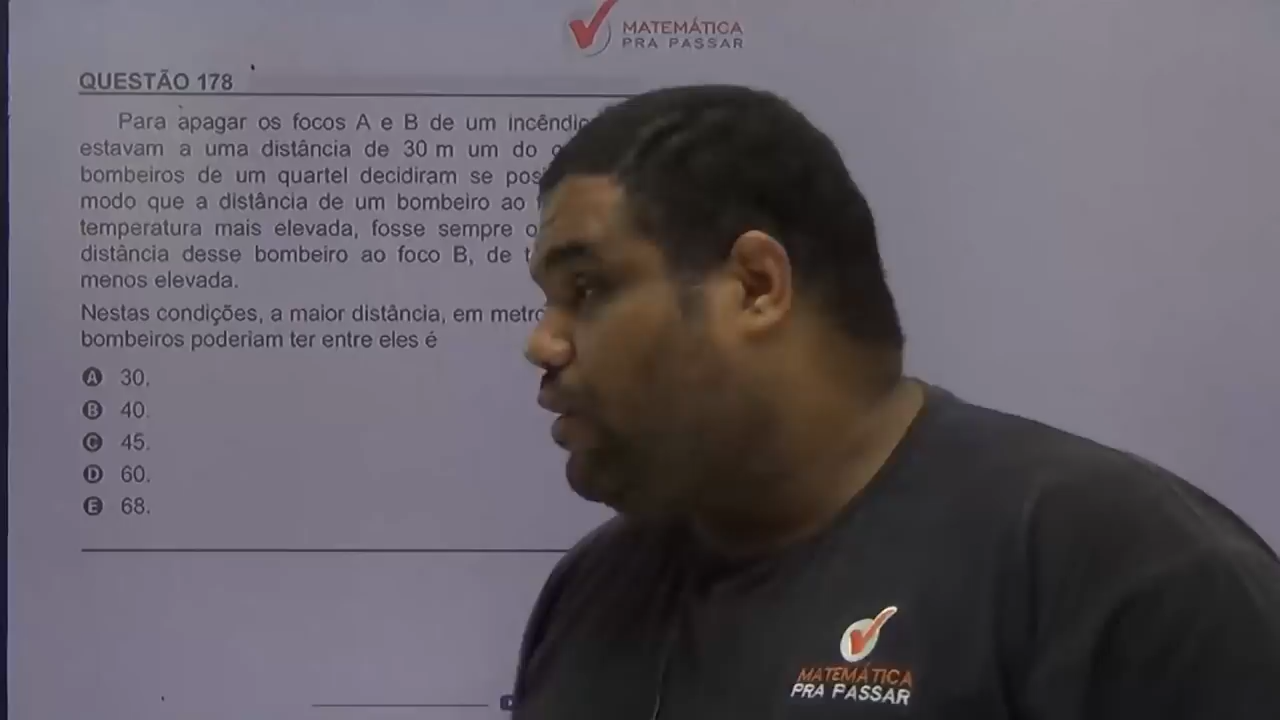 MATEMÁTICA
PRA PASSAR
QUESTÃO 178
Para apagar os focos A e B de um incêndio
estavam a uma distância de 30 m um do
bombeiros de um quartel decidiram se
modo que a distância de um bombeiro ao
temperatura mais elevada, fosse sempre
distância desse bombeiro ao foco B, de
menos elevada.
Nestas condições, a maior distância, em
bombeiros poderiam ter entre eles é
A 30.
B 40.
C 45.
D 60.
E 68.
MATEMÁTICA
PRA PASSAR